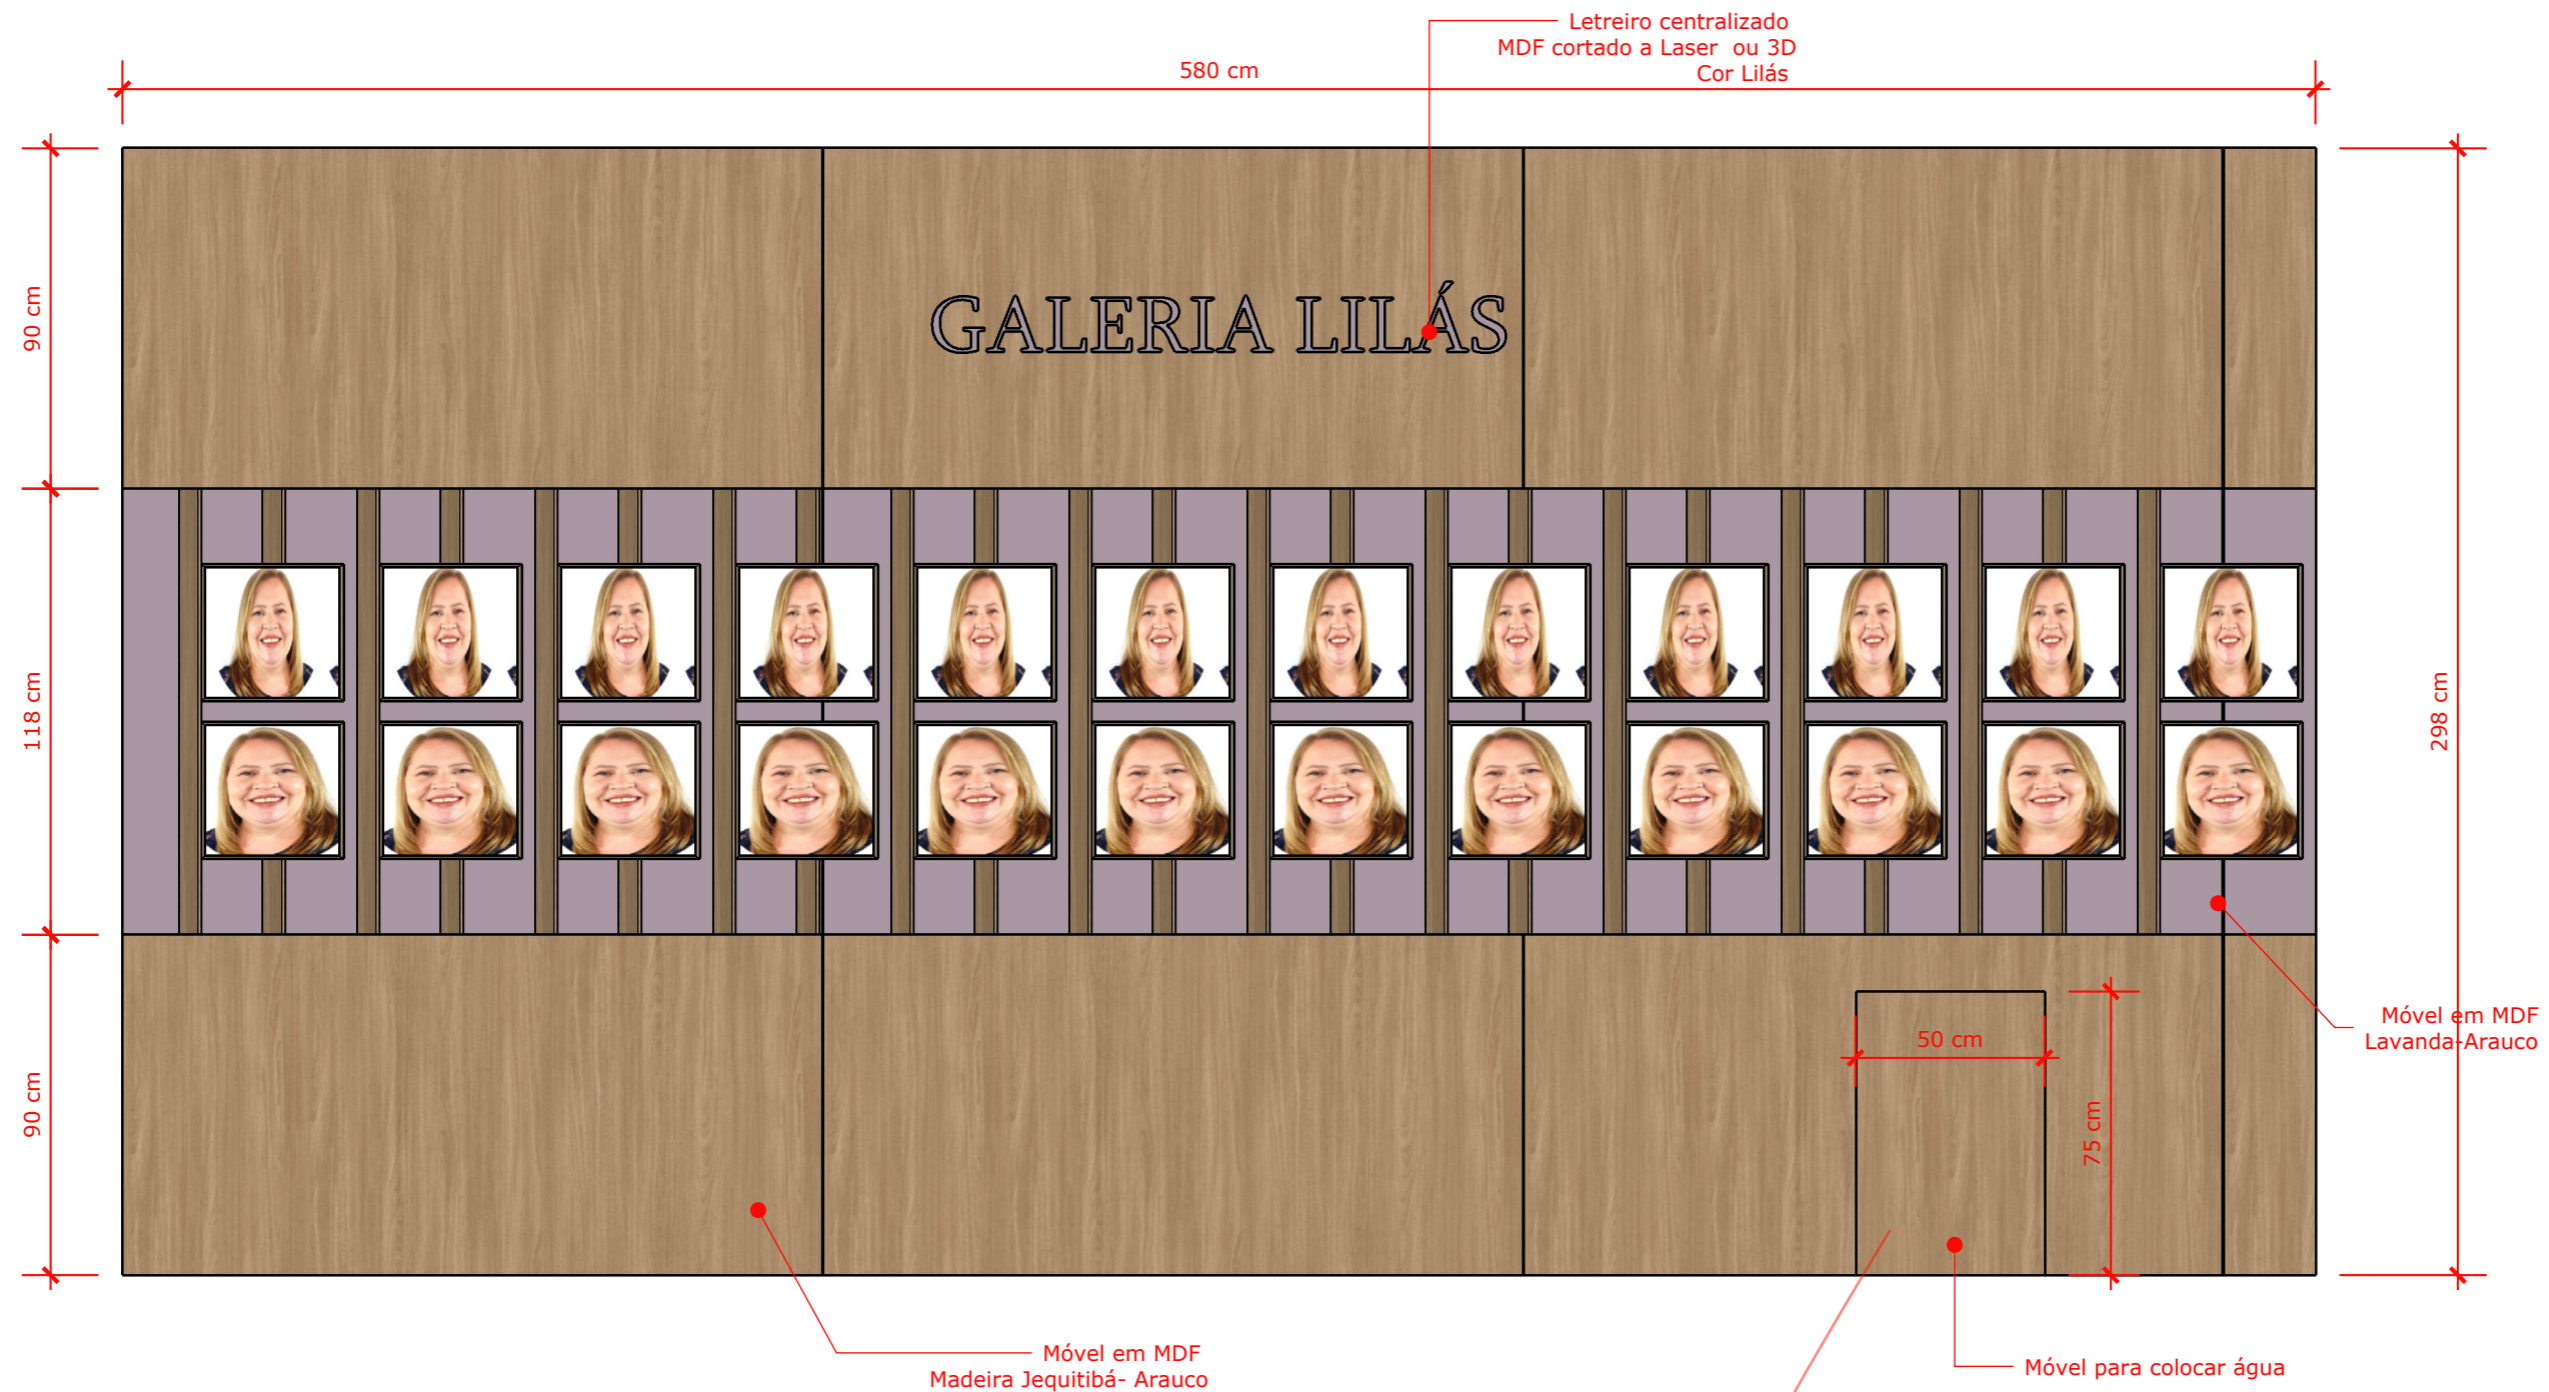 Letreiro centralizado
MDF cortado a Laser  ou 3D
Cor Lilás
580 cm
90 cm
GALERIA LILÁS
118 cm
298 cm
Móvel em MDF
Lavanda-Arauco
50 cm
75 cm
90 cm
Móvel em MDF
Madeira Jequitibá- Arauco
Móvel para colocar água